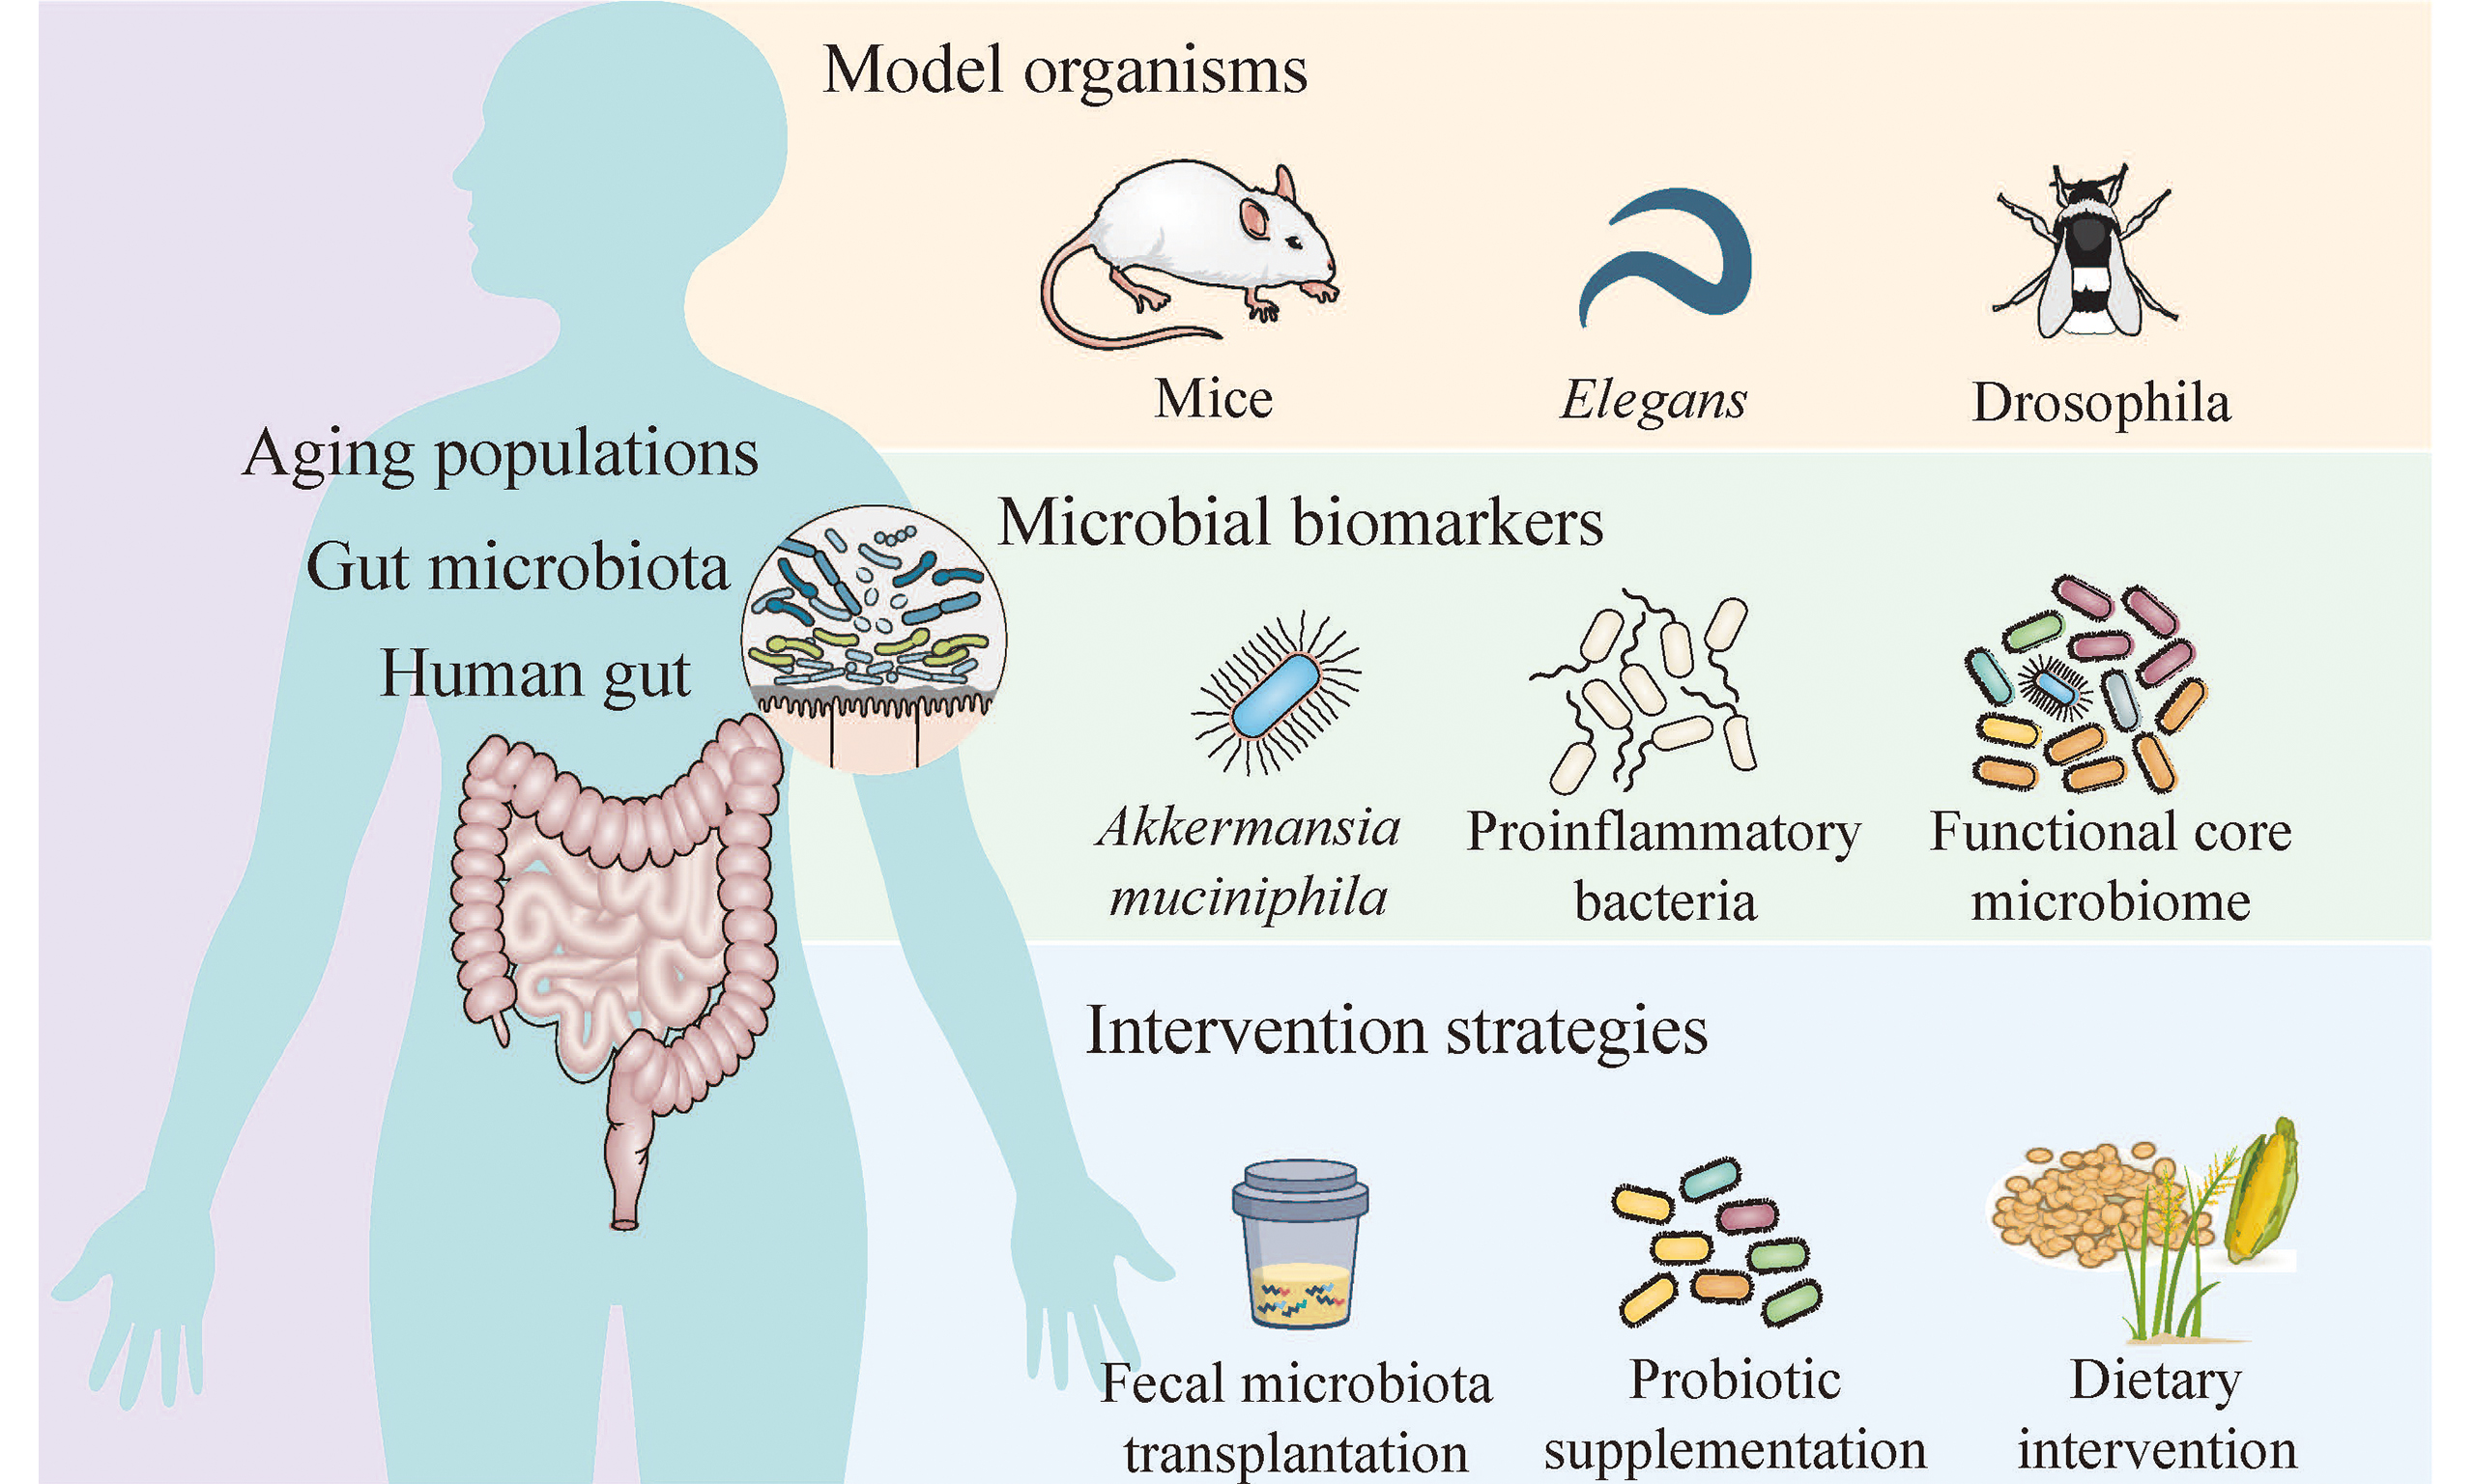 Model organisms
Mice
Elegans
Drosophila
Aging populations
Gut microbiota
Human gut
Microbial biomarkers
Akkermansia
muciniphila
Proinflammatory
bacteria
Functional core
microbiome
Intervention strategies
Fecal microbiota
transplantation
Probiotic
supplementation
Dietary
intervention